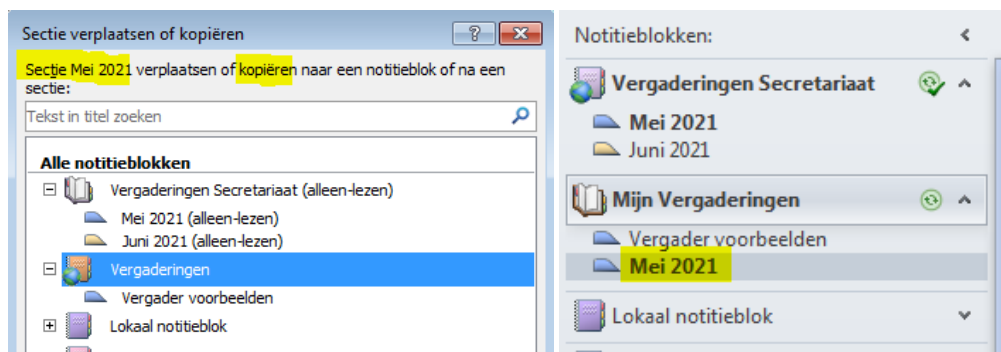 Sectie verplaatsen of kopiëren
Sectie Mei 2021 verplaatsen of kopiëren naar een notitieblok of na een
sectie:
Tekst in titel zoeken
Alle notitieblokken
Vergaderingen Secretariaat (alleen-lezen)
Mei 2021 (alleen-lezen)
Juni 2021 (alleen-lezen)
Vergaderingen
Vergader voorbeelden
Lokaal notitieblok
Notitieblokken:
Vergaderingen Secretariaat
Mei 2021
Juni 2021
Mijn Vergaderingen
Vergader voorbeelden
Mei 2021
Lokaal notitieblok